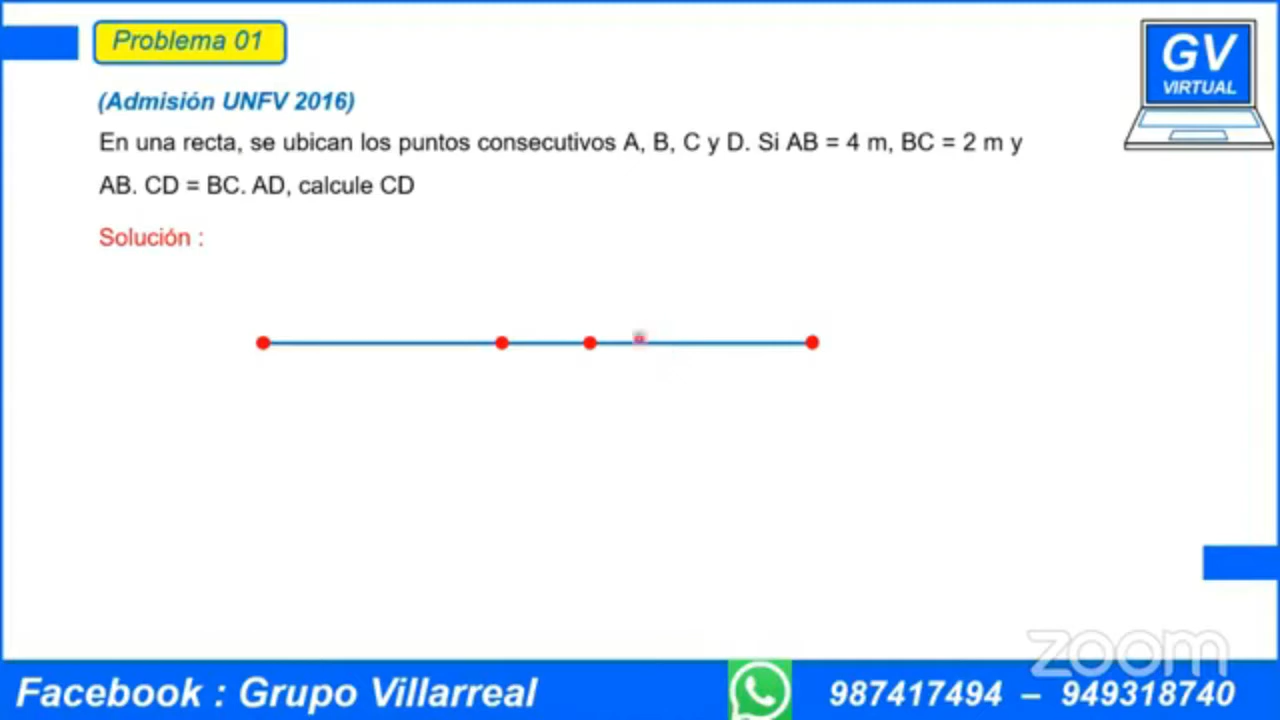 Problema 01
GV
VIRTUAL
(Admisión UNFV 2016)
En una recta, se ubican los puntos consecutivos A, B, C y D. Si AB = 4 m, BC = 2 m y
AB. CD = BC. AD, calcule CD
Solución :
zoom
Facebook : Grupo Villarreal
987417494 – 949318740